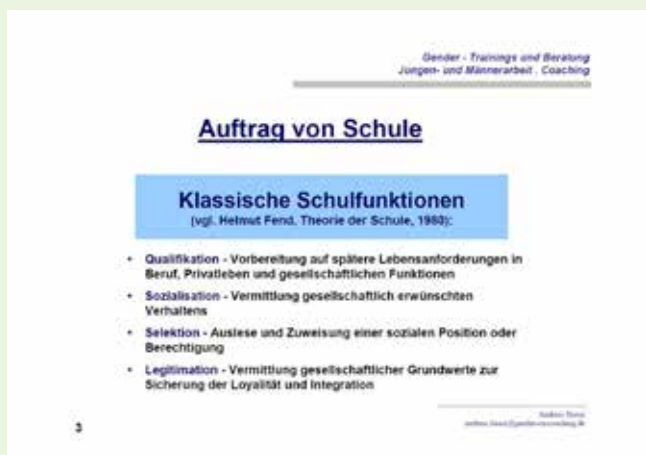 Gender - Trainings und Beratung
Jungen- und Männerarbeit . Coaching
Auftrag von Schule
Klassische Schulfunktionen
(vgl. Helmut Fend, Theorie der Schule, 1980):
• Qualifikation - Vorbereitung auf spätere Lebensanforderungen in
Beruf, Privatleben und gesellschaftlichen Funktionen
• Sozialisation - Vermittlung gesellschaftlich erwünschten
Verhaltens
• Selektion - Auslese und Zuweisung einer sozialen Position oder
Berechtigung
• Legitimation - Vermittlung gesellschaftlicher Grundwerte zur
Sicherung der Loyalität und Integration
3